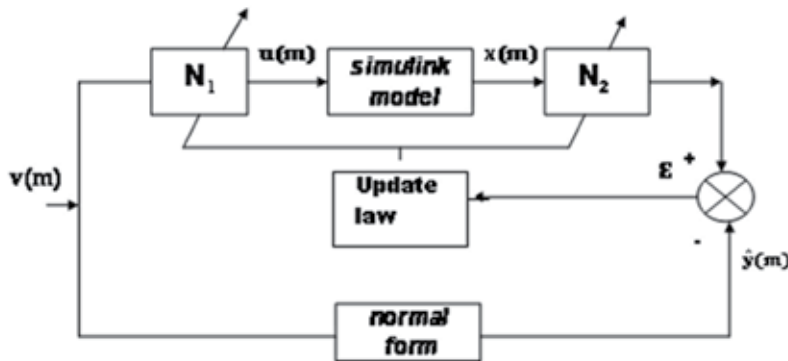 N₁
u(m)
simulink
model
x(m)
N₂
v(m)
Update
law
ε
+
-
ŷ(m)
normal
form